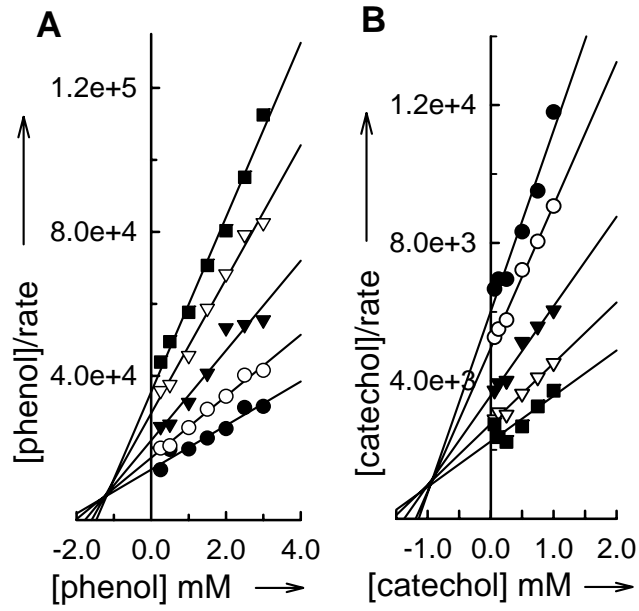 A
1.2e+5
8.0e+4
4.0e+4
[phenol]/rate
-2.0
0.0
2.0
4.0
[phenol] mM
B
1.2e+4
8.0e+3
4.0e+3
[catechol]/rate
-1.0
0.0
1.0
2.0
[catechol] mM